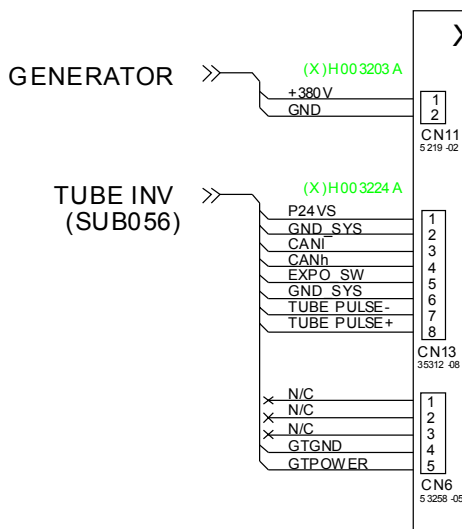 X
GENERATOR
(X)H003203A
+380V
GND
1
2
CN11
5219-02
TUBE INV
(SUB056)
(X)H003224A
P24VS 1
GND_SYS 2
CANl 3
CANh 4
EXPO_SW 5
GND_SYS 6
TUBE PULSE- 7
TUBE PULSE+ 8
CN13
35312-08
N/C 1
N/C 2
N/C 3
GTGND 4
GTPOWER 5
CN6
53258-05